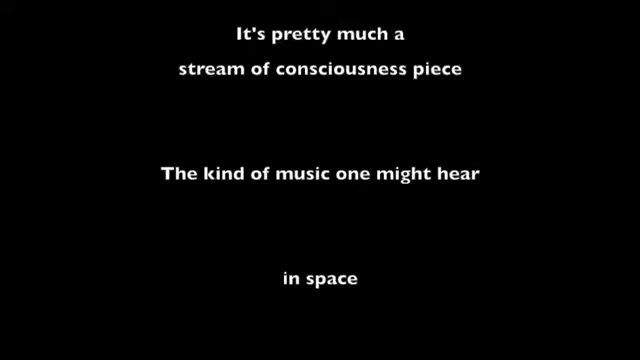 It's pretty much a
stream of consciousness piece
The kind of music one might hear
in space